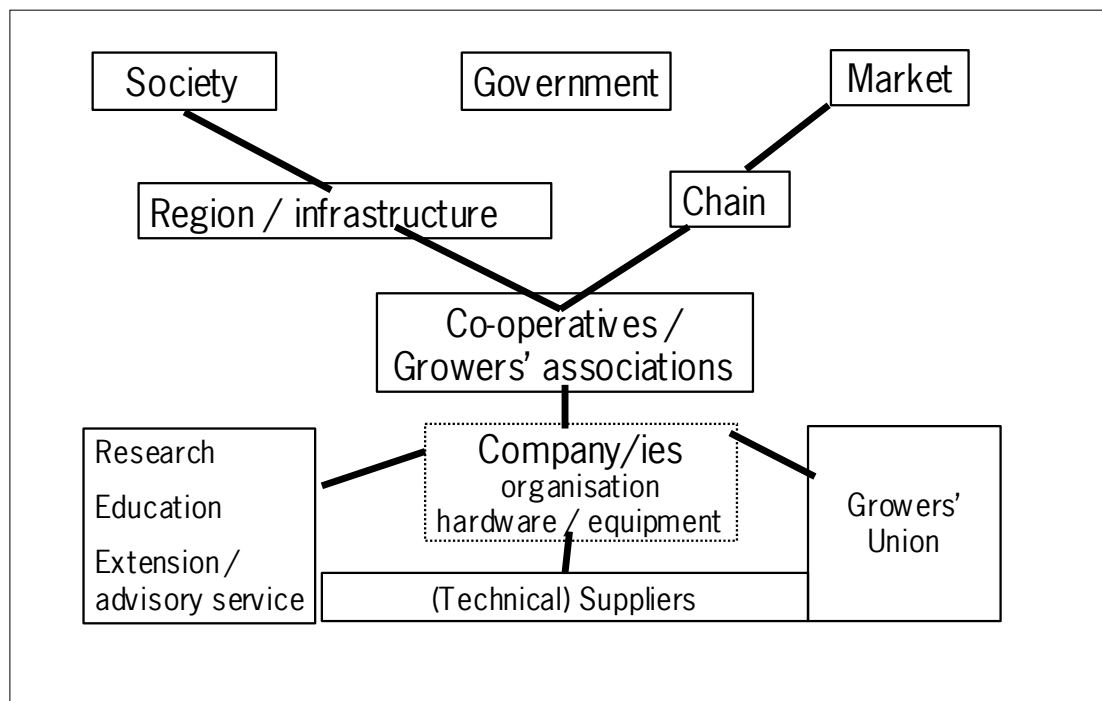 Society
Government
Market
Region / infrastructure
Chain
Co-operatives /
Growers' associations
Research
Education
Extension /
advisory service
Company/ies
organisation
hardware / equipment
Growers'
Union
(Technical) Suppliers